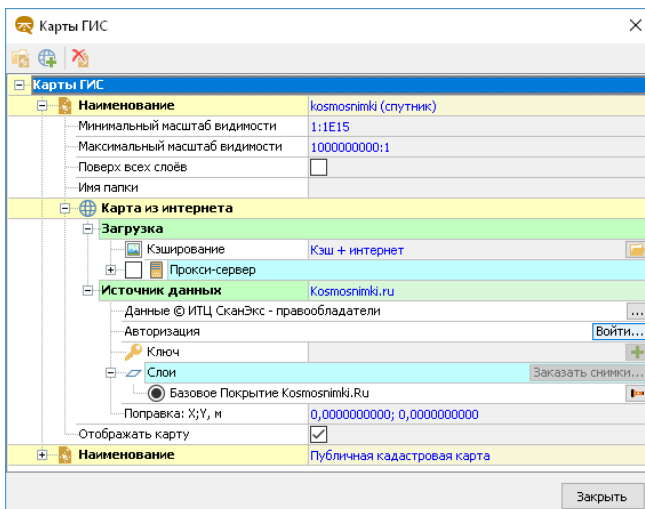 Карты ГИС
Карты ГИС
Наименование kosmosnimki (спутник)
Минимальный масштаб видимости 1:1E15
Максимальный масштаб видимости 1000000000:1
Поверх всех слоёв
Имя папки
Карта из интернета
Загрузка
Кэширование Кэш + интернет
Прокси-сервер
Источник данных Kosmosnimki.ru
Данные © ИТЦ СканЭкс - правообладатели ...
Авторизация Войти...
Ключ
Слои Заказать снимки...
Базовое Покрытие Kosmosnimki.Ru
Поправка: X;Y, м 0,0000000000; 0,0000000000
Отображать карту
Наименование Публичная кадастровая карта
Закрыть